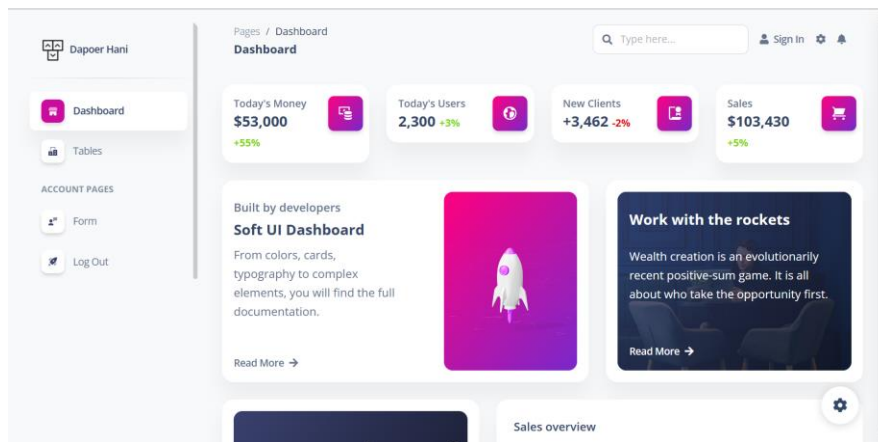 Dapoer Hani
Dashboard
Tables
ACCOUNT PAGES
Form
Log Out
Pages / Dashboard
Dashboard
Type here...
Sign In
Today's Money
$53,000
+55%
Today's Users
2,300 +3%
New Clients
+3,462 -2%
Sales
$103,430
+5%
Built by developers
Soft UI Dashboard
From colors, cards,
typography to complex
elements, you will find the full
documentation.
Read More
Work with the rockets
Wealth creation is an evolutionarily
recent positive-sum game. It is all
about who take the opportunity first.
Read More
Sales overview